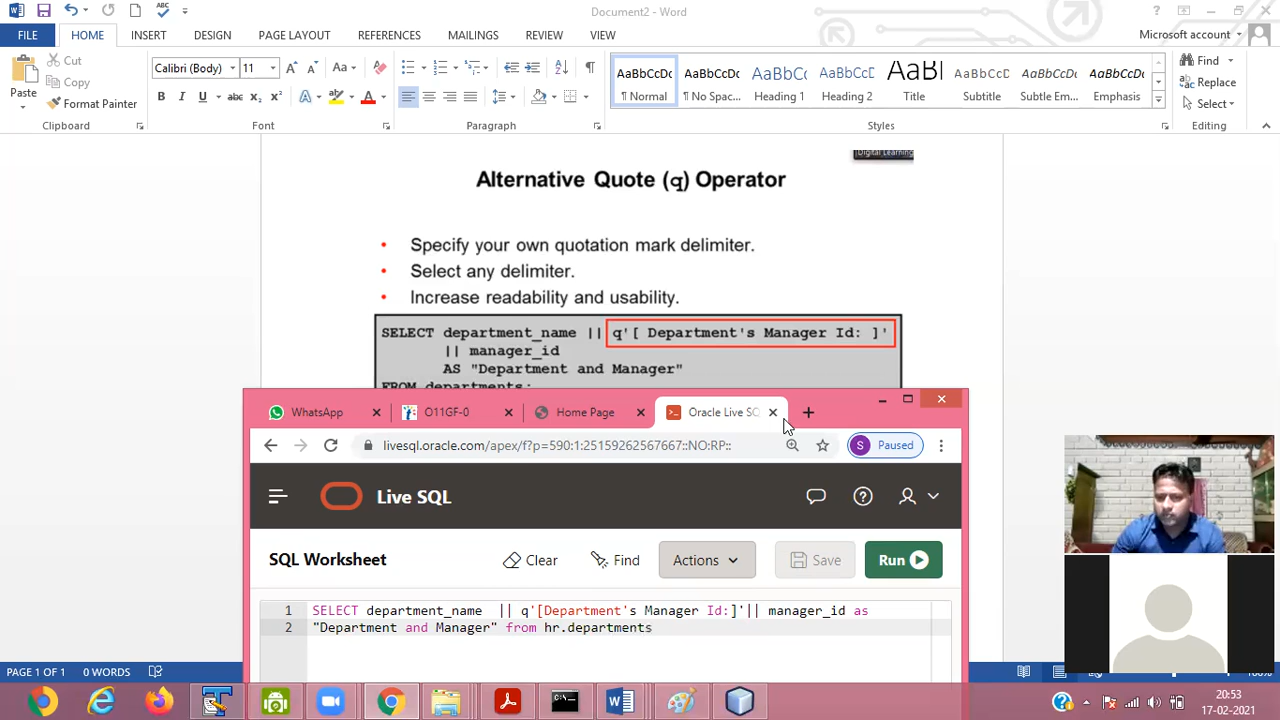 Document2 - Word
FILE HOME INSERT DESIGN PAGE LAYOUT REFERENCES MAILINGS REVIEW VIEW Microsoft account
Calibri (Body) 11 AaBbCcDc AaBbCcDc AaBbCc AaBbCcC AaBI AaBbCcD AaBbCcDc AaBbCcDc Find
Cut
Copy
Format Painter
Paste
¶ Normal ¶ No Spac... Heading 1 Heading 2 Title Subtitle Subtle Em... Emphasis
Replace
Select
Clipboard Font Paragraph Styles Editing
Digital Learning
Alternative Quote (q) Operator
• Specify your own quotation mark delimiter.
• Select any delimiter.
• Increase readability and usability.
SELECT department_name || q'[ Department's Manager Id: ]'
|| manager_id
AS "Department and Manager"
FROM departments;
WhatsApp O11GF-0 Home Page Oracle Live SQ
livesql.oracle.com/apex/f?p=590:1:25159262567667::NO:RP:: S Paused
Live SQL
SQL Worksheet Clear Find Actions Save Run
1 SELECT department_name || q'[Department's Manager Id:]'|| manager_id as
2 "Department and Manager" from hr.departments
PAGE 1 OF 1 0 WORDS
20:53
17-02-2021